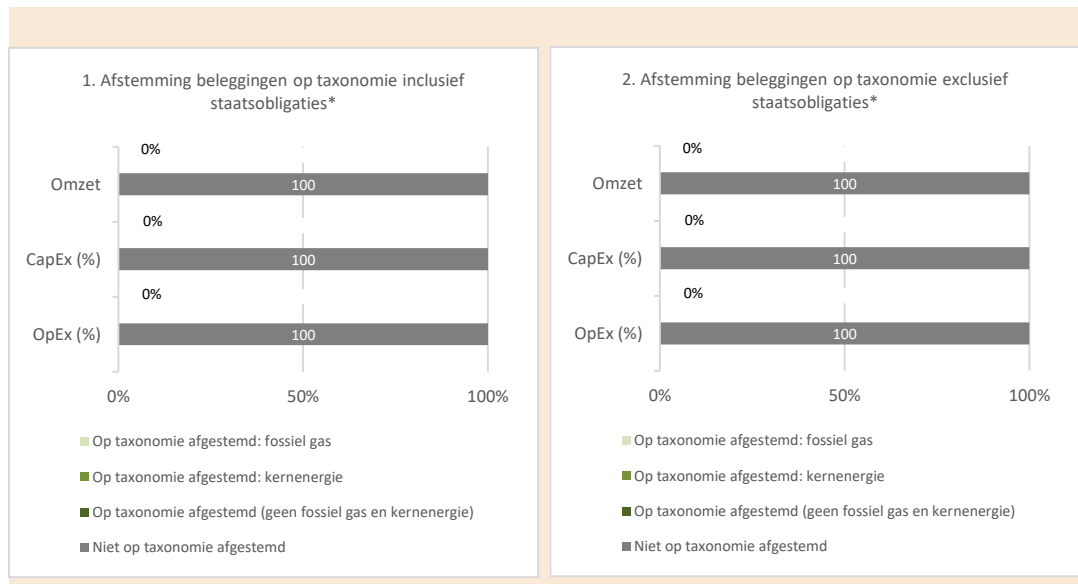 1. Afstemming beleggingen op taxonomie inclusief
staatsobligaties*
0%
Omzet
100
0%
CapEx (%)
100
0%
OpEx (%)
100
0%
50%
100%
Op taxonomie afgestemd: fossiel gas
Op taxonomie afgestemd: kernenergie
Op taxonomie afgestemd (geen fossiel gas en kernenergie)
Niet op taxonomie afgestemd
2. Afstemming beleggingen op taxonomie exclusief
staatsobligaties*
0%
Omzet
100
0%
CapEx (%)
100
0%
OpEx (%)
100
0%
50%
100%
Op taxonomie afgestemd: fossiel gas
Op taxonomie afgestemd: kernenergie
Op taxonomie afgestemd (geen fossiel gas en kernenergie)
Niet op taxonomie afgestemd